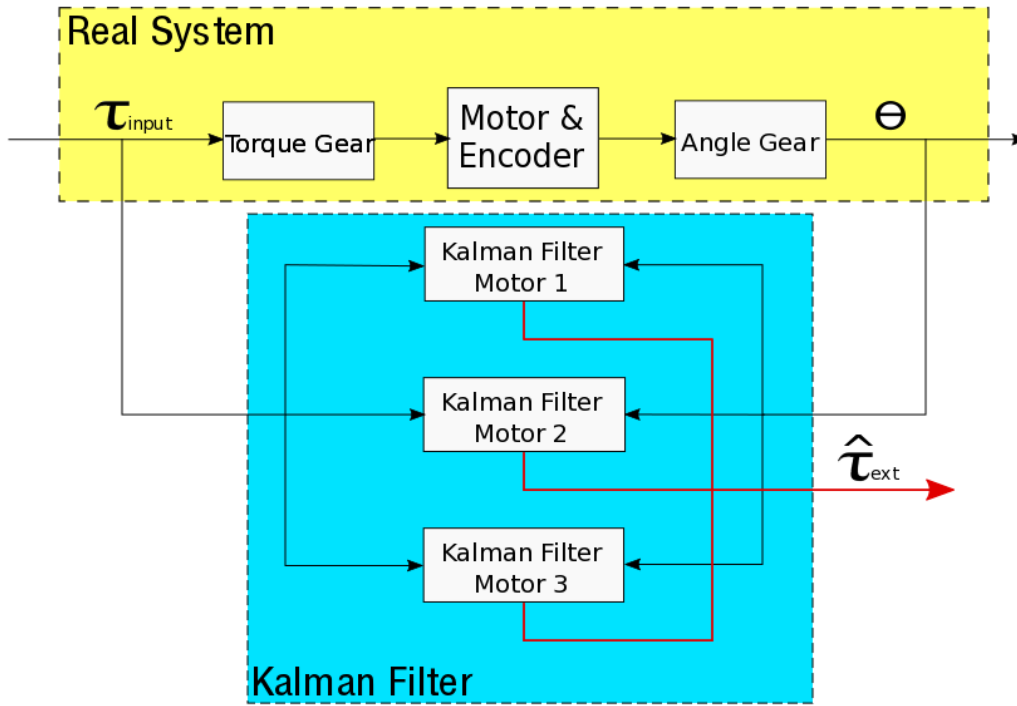 Real System
τinput
Torque Gear
Motor &
Encoder
Angle Gear
Θ
Kalman Filter
Motor 1
Kalman Filter
Motor 2
τ̂ext
Kalman Filter
Motor 3
Kalman Filter